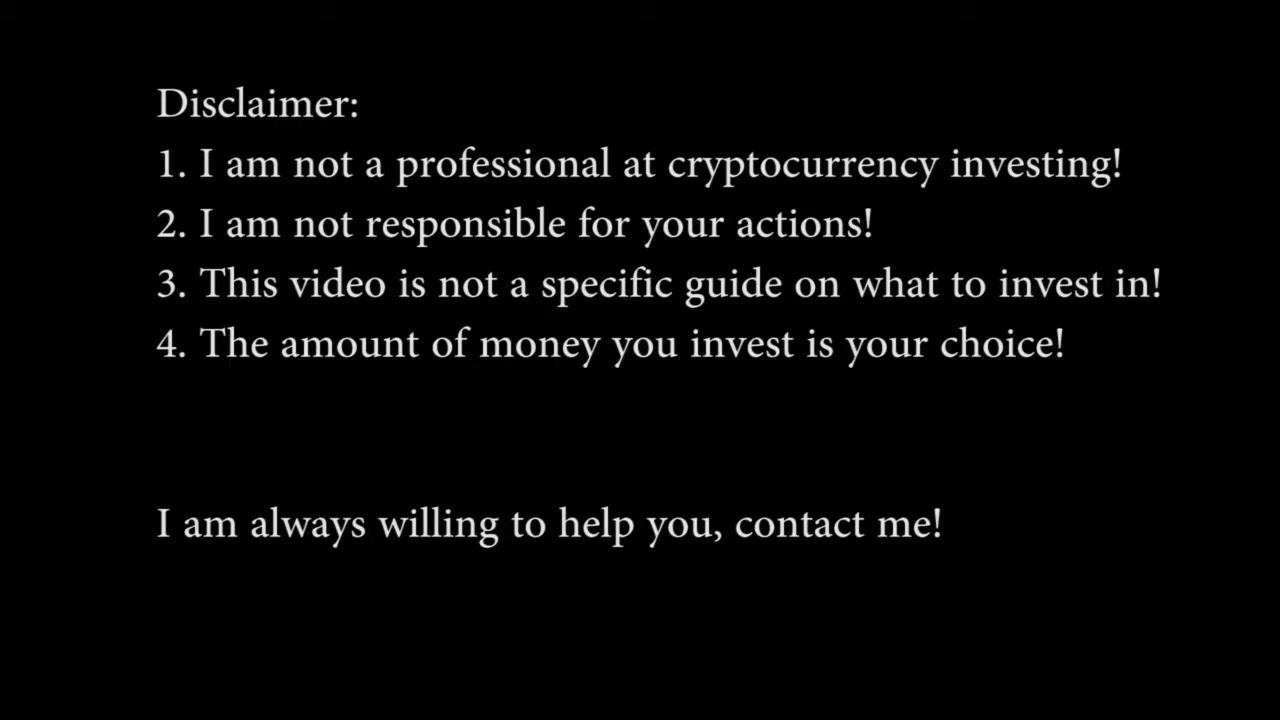 Disclaimer:
1. I am not a professional at cryptocurrency investing!
2. I am not responsible for your actions!
3. This video is not a specific guide on what to invest in!
4. The amount of money you invest is your choice!
I am always willing to help you, contact me!